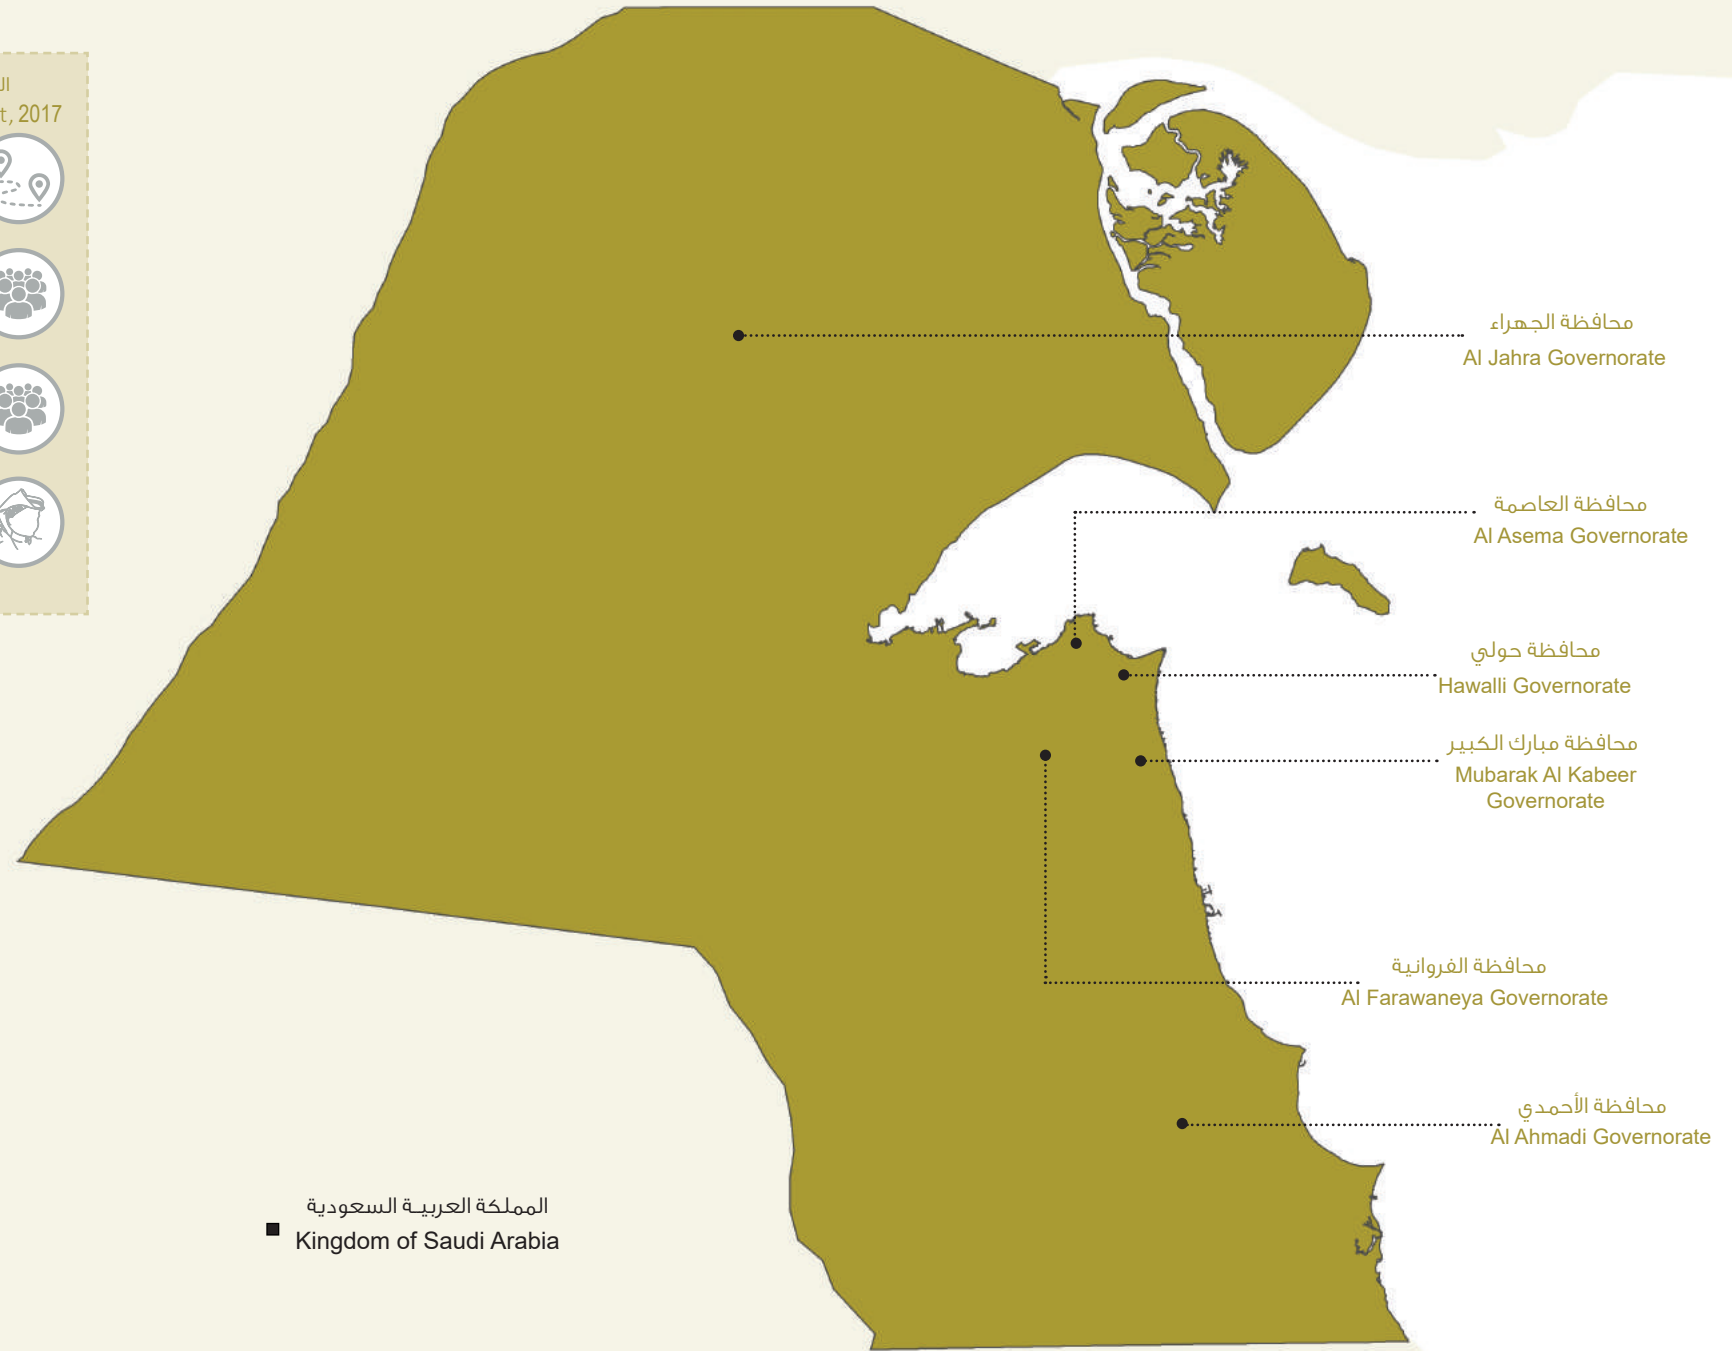 2017
محافظة الجهراء
Al Jahra Governorate
محافظة العاصمة
Al Asema Governorate
محافظة حولي
Hawalli Governorate
محافظة مبارك الكبير
Mubarak Al Kabeer
Governorate
محافظة الفروانية
Al Farawaneya Governorate
محافظة الأحمدي
Al Ahmadi Governorate
المملكة العربية السعودية
Kingdom of Saudi Arabia